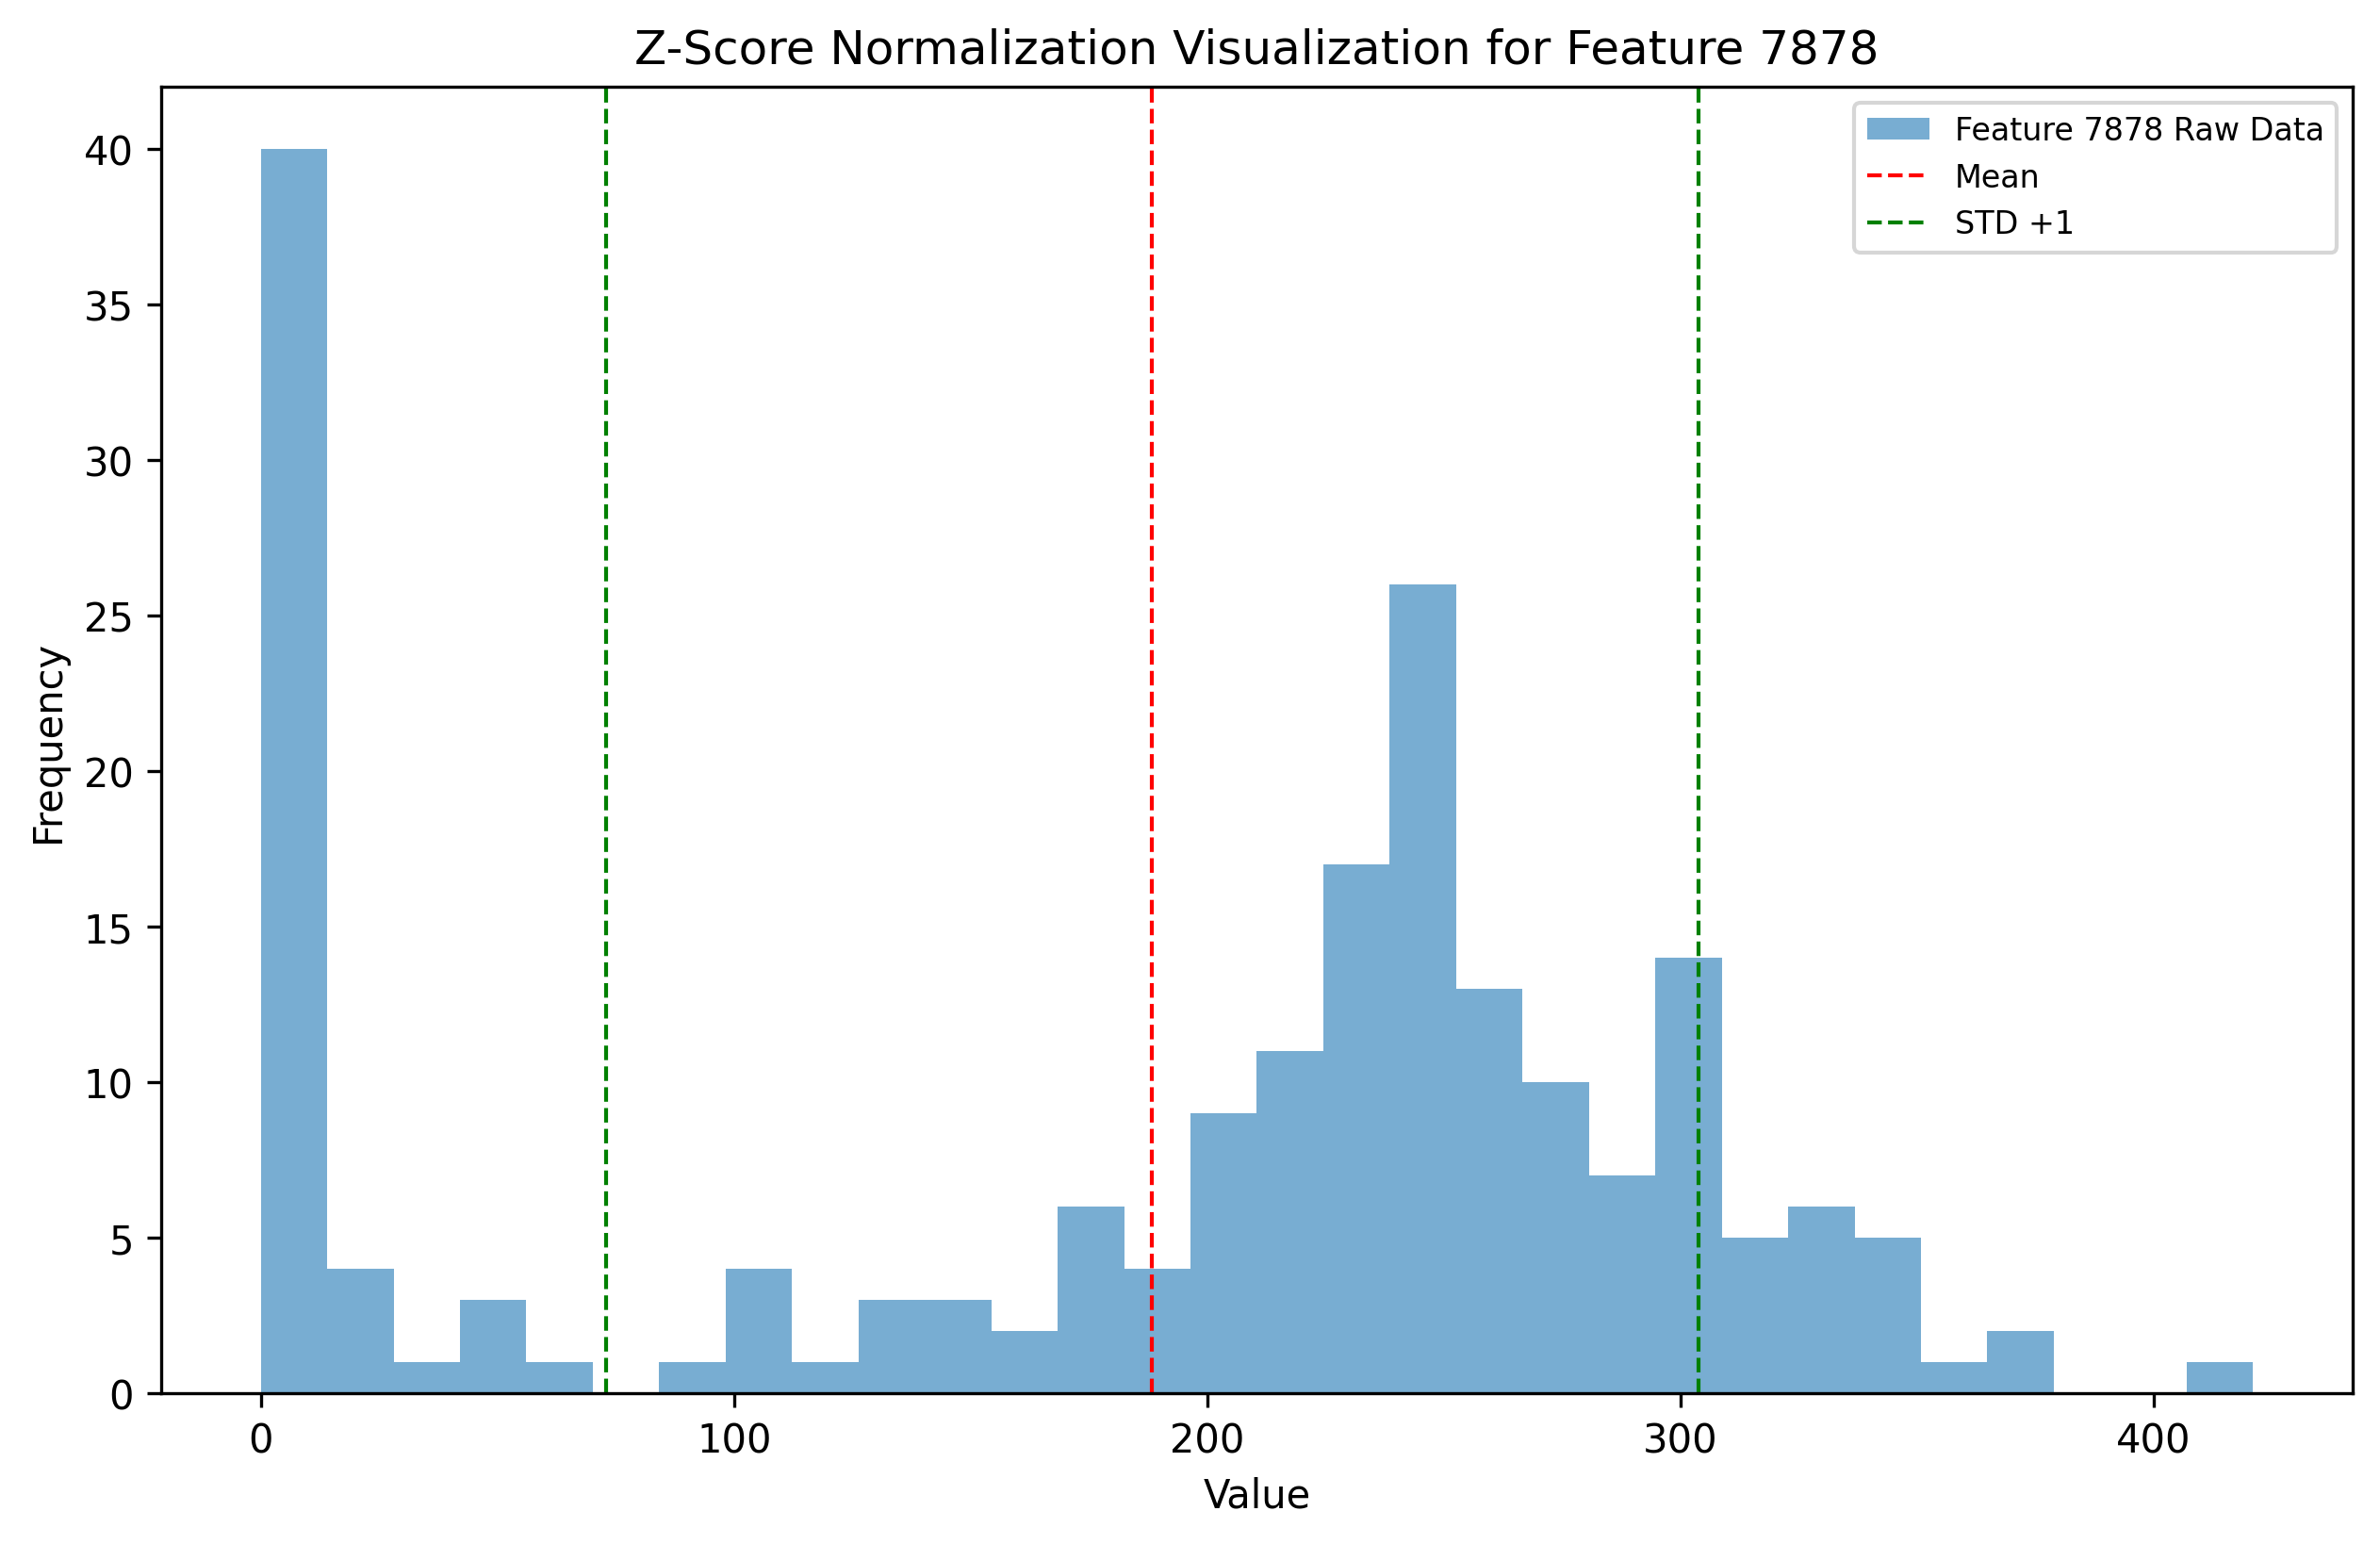 Z-Score Normalization Visualization for Feature 7878
Feature 7878 Raw Data
Mean
STD +1
40
35
30
25
20
15
10
5
0
Frequency
0 100 200 300 400
Value